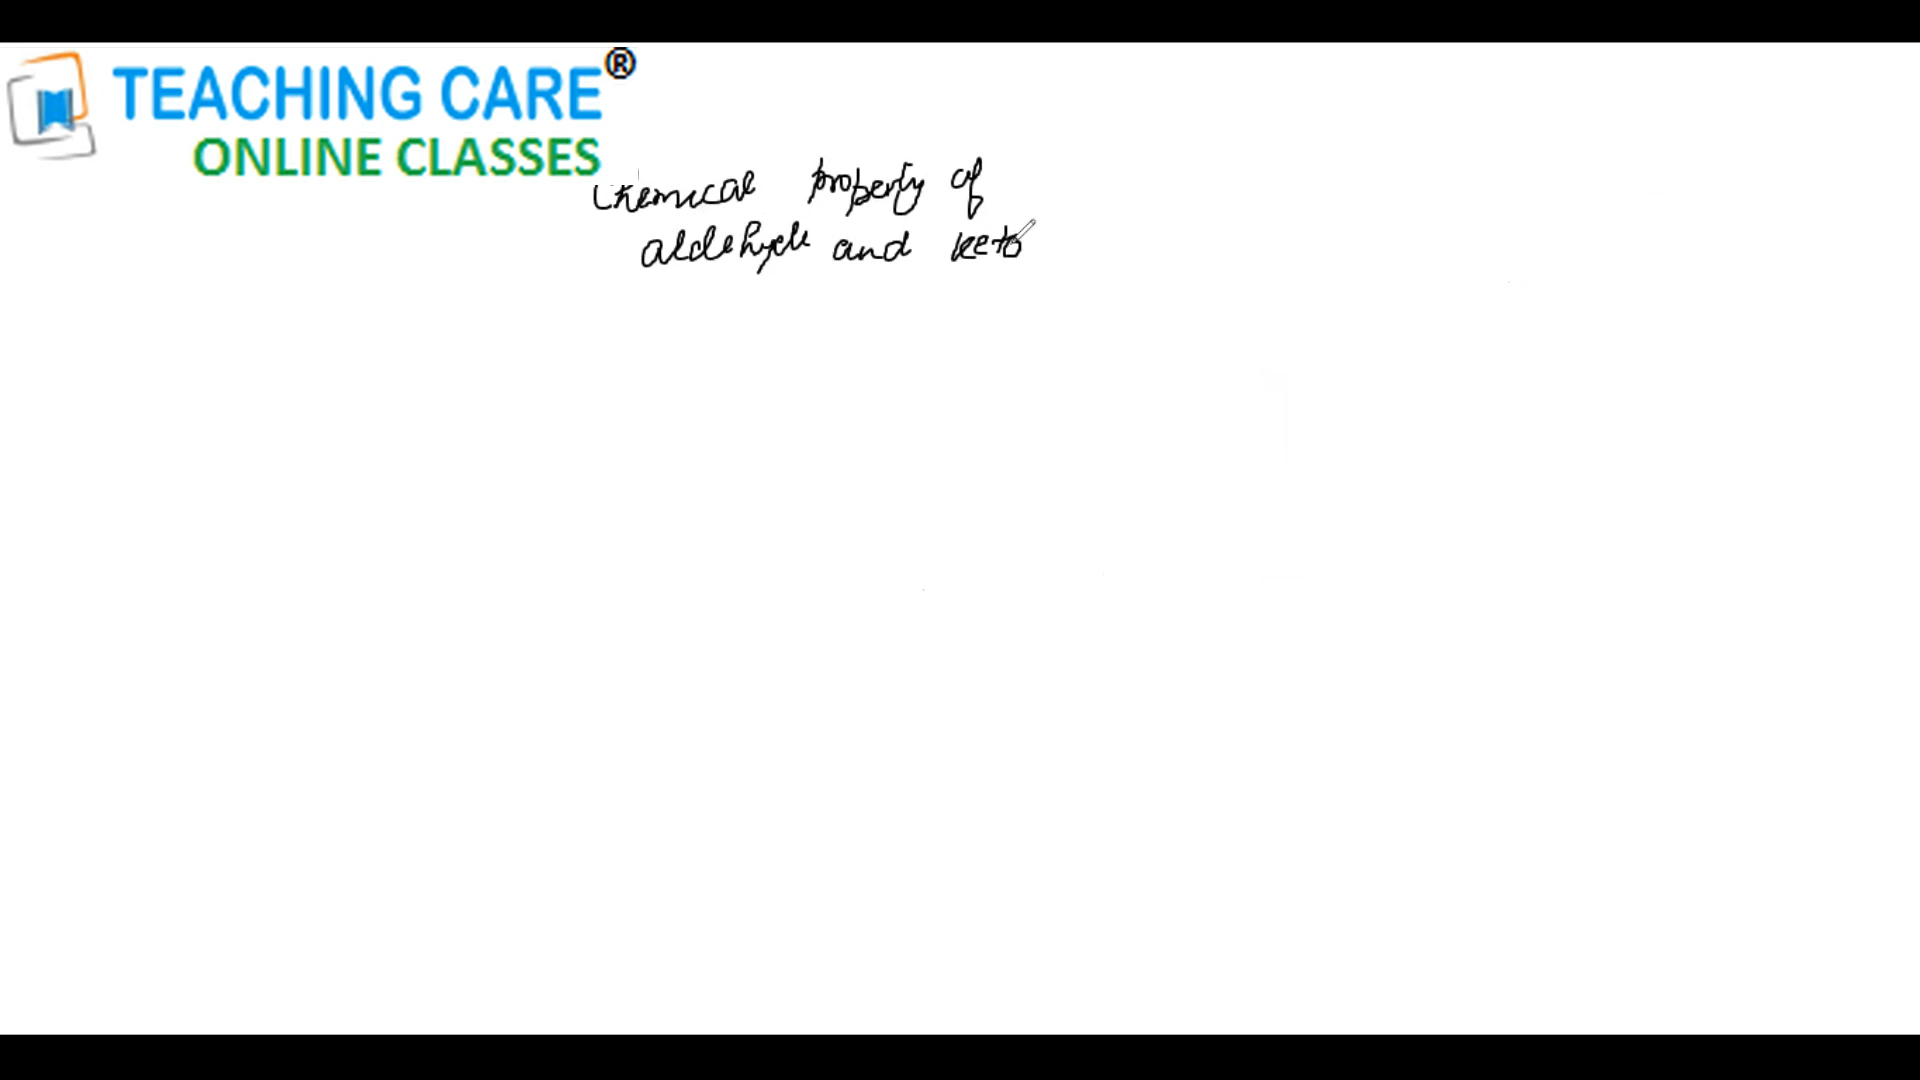 TEACHING CARE®
ONLINE CLASSES
Chemical property of
aldehyde and keto